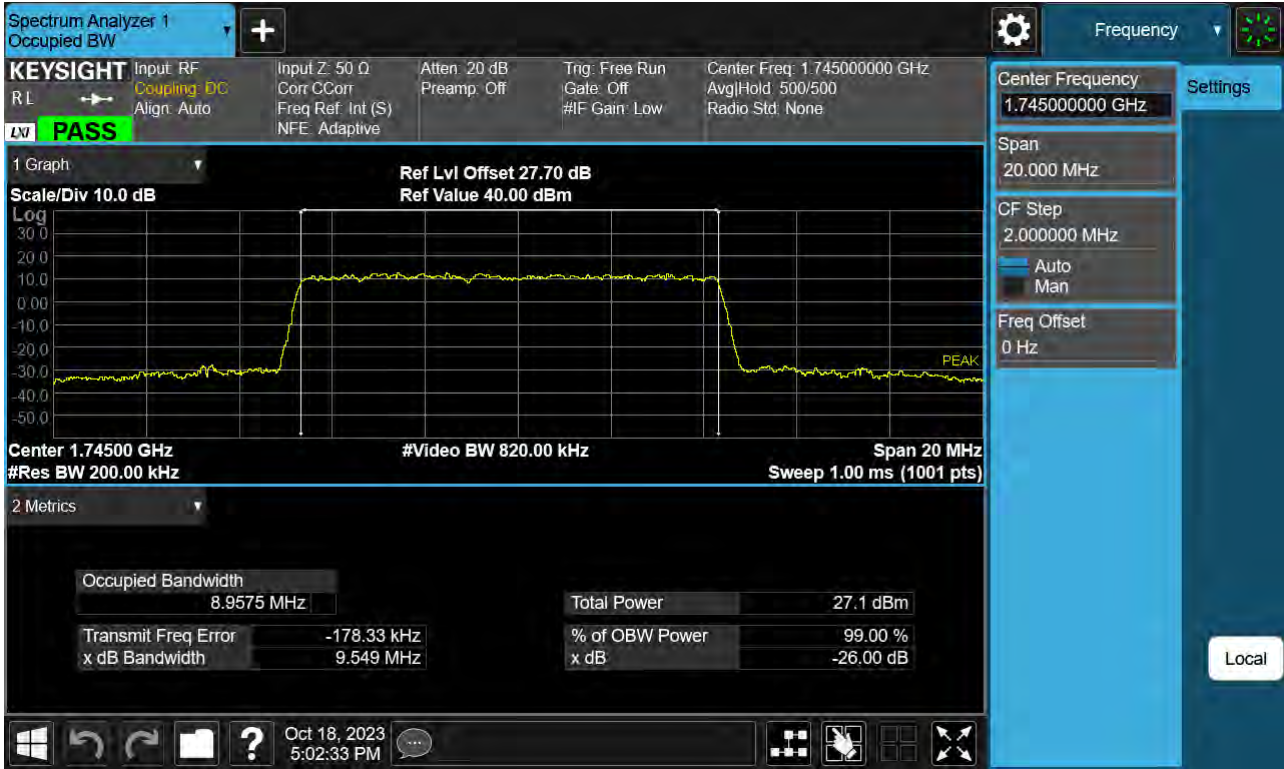 Spectrum Analyzer 1
Occupied BW
Frequency
KEYSIGHT
R L
LXI
PASS
Input: RF
Coupling: DC
Align: Auto
Input Z: 50 Ω
Corr CCorr
Freq Ref: Int (S)
NFE: Adaptive
Atten: 20 dB
Preamp: Off
Trig: Free Run
Gate: Off
#IF Gain: Low
Center Freq: 1.745000000 GHz
Avg|Hold: 500/500
Radio Std: None
1 Graph
Scale/Div 10.0 dB
Ref Lvl Offset 27.70 dB
Ref Value 40.00 dBm
Log
30.0
20.0
10.0
0.00
-10.0
-20.0
-30.0
-40.0
-50.0
PEAK
Center 1.74500 GHz
#Res BW 200.00 kHz
#Video BW 820.00 kHz
Span 20 MHz
Sweep 1.00 ms (1001 pts)
2 Metrics
Occupied Bandwidth
8.9575 MHz
Transmit Freq Error -178.33 kHz
x dB Bandwidth 9.549 MHz
Total Power 27.1 dBm
% of OBW Power 99.00 %
x dB -26.00 dB
Center Frequency
1.745000000 GHz
Span
20.000 MHz
CF Step
2.000000 MHz
Auto
Man
Freq Offset
0 Hz
Settings
Local
?
Oct 18, 2023
5:02:33 PM